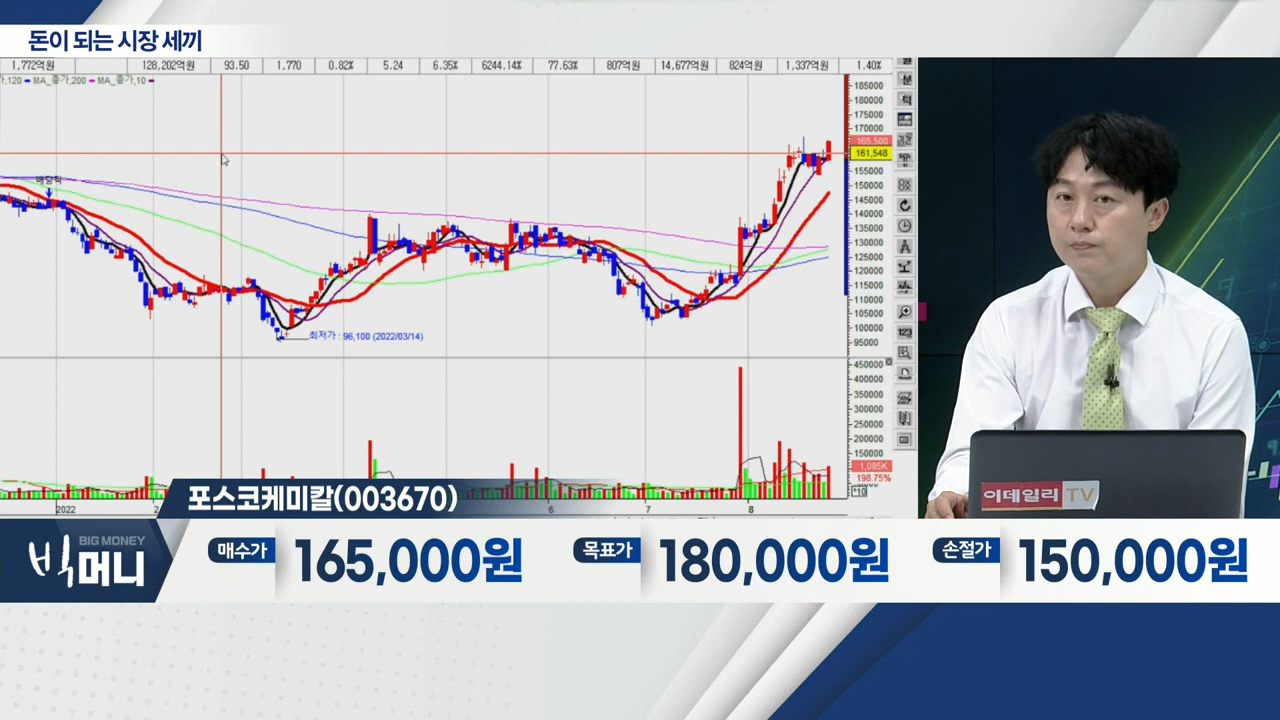 돈이 되는 시장 세끼
1,772억원 128,202억원 93.50 1,770 0.82% 5.24 6.35% 6244.14% 77.63% 807억원 14,677억원 824억원 1,337억원 1.40%
가,120 MA_종가,200 MA_종가,10
185000
180000
175000
170000
165,500
161,548
155000
150000
145000
140000
135000
130000
125000
120000
115000
110000
105000
100000
95000
배당락
최저가 : 96,100 (2022/03/14)
450000
400000
350000
300000
250000
200000
150000
1,085K
198.75%
*10
2022 2 6 7 8
123
이데일리 TV
포스코케미칼(003670)
BIG MONEY
빅머니
매수가 165,000원 목표가 180,000원 손절가 150,000원